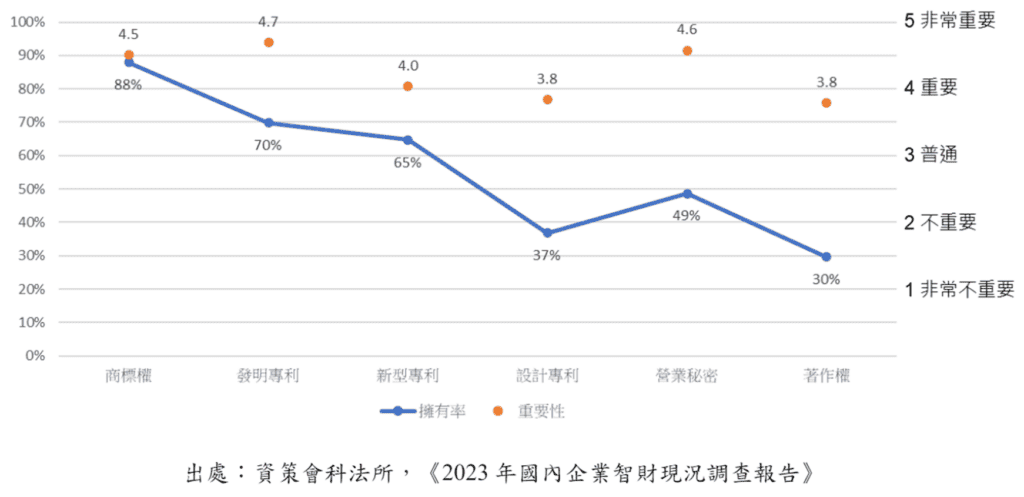 100%
90%
80%
70%
60%
50%
40%
30%
20%
10%
0%
4.5
4.7
4.0
3.8
4.6
3.8
88%
70%
65%
37%
49%
30%
5 非常重要
4 重要
3 普通
2 不重要
1 非常不重要
商標權 發明專利 新型專利 設計專利 營業秘密 著作權
擁有率 重要性
出處：資策會科法所，《2023 年國內企業智財現況調查報告》